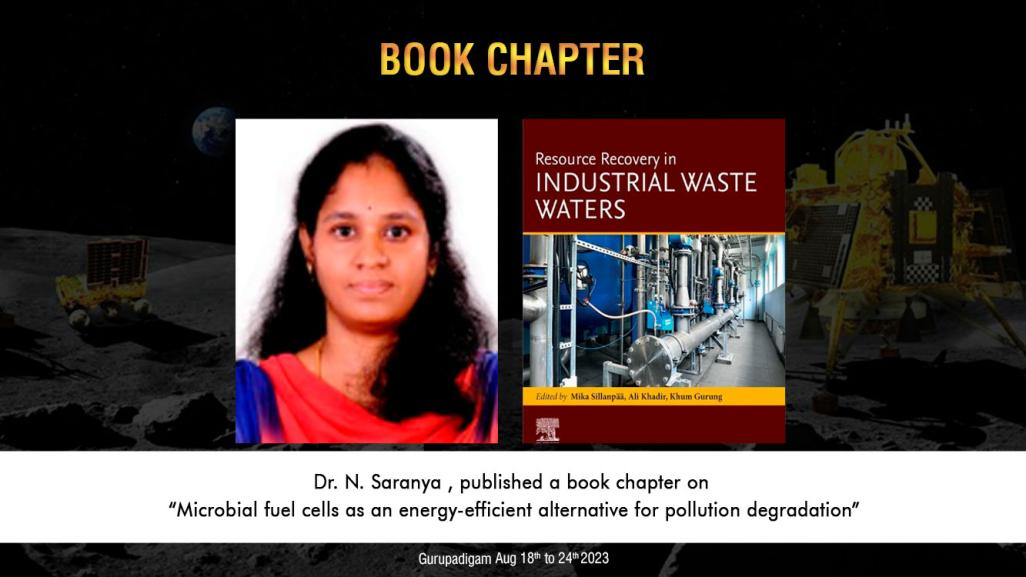 BOOK CHAPTER
Resource Recovery in
INDUSTRIAL WASTE
WATERS
Edited by Mika Sillanpää, Ali Khadir, Khum Gurung
Dr. N. Saranya , published a book chapter on
“Microbial fuel cells as an energy-efficient alternative for pollution degradation”
Gurupadigam Aug 18th to 24th 2023